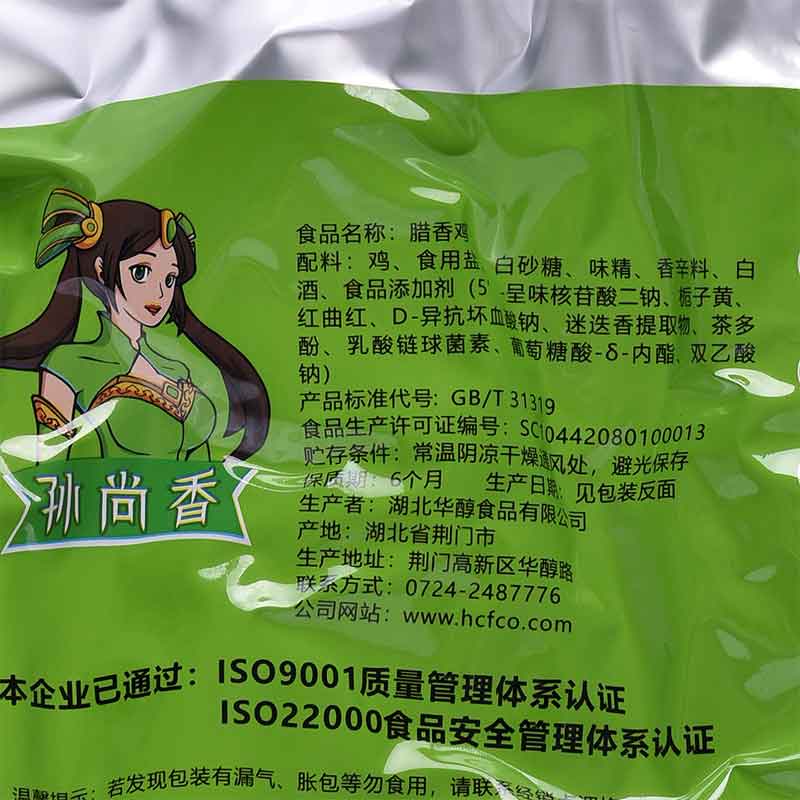 食品名称：腊香鸡
配料：鸡、食用盐、白砂糖、味精、香辛料、白
酒、食品添加剂（5'-呈味核苷酸二钠、栀子黄、
红曲红、D-异抗坏血酸钠、迷迭香提取物、茶多
酚、乳酸链球菌素、葡萄糖酸-δ-内酯、双乙酸
钠）
产品标准代号：GB/T 31319
食品生产许可证编号：SC10442080100013
贮存条件：常温阴凉干燥通风处，避光保存
保质期：6个月 生产日期：见包装反面
生产者：湖北华醇食品有限公司
产地：湖北省荆门市
生产地址：荆门高新区华醇路
联系方式：0724-2487776
公司网站：www.hcfco.com
孙尚香
本企业已通过：ISO9001质量管理体系认证
ISO22000食品安全管理体系认证
温馨提示：若发现包装有漏气、胀包等勿食用，请联系经销